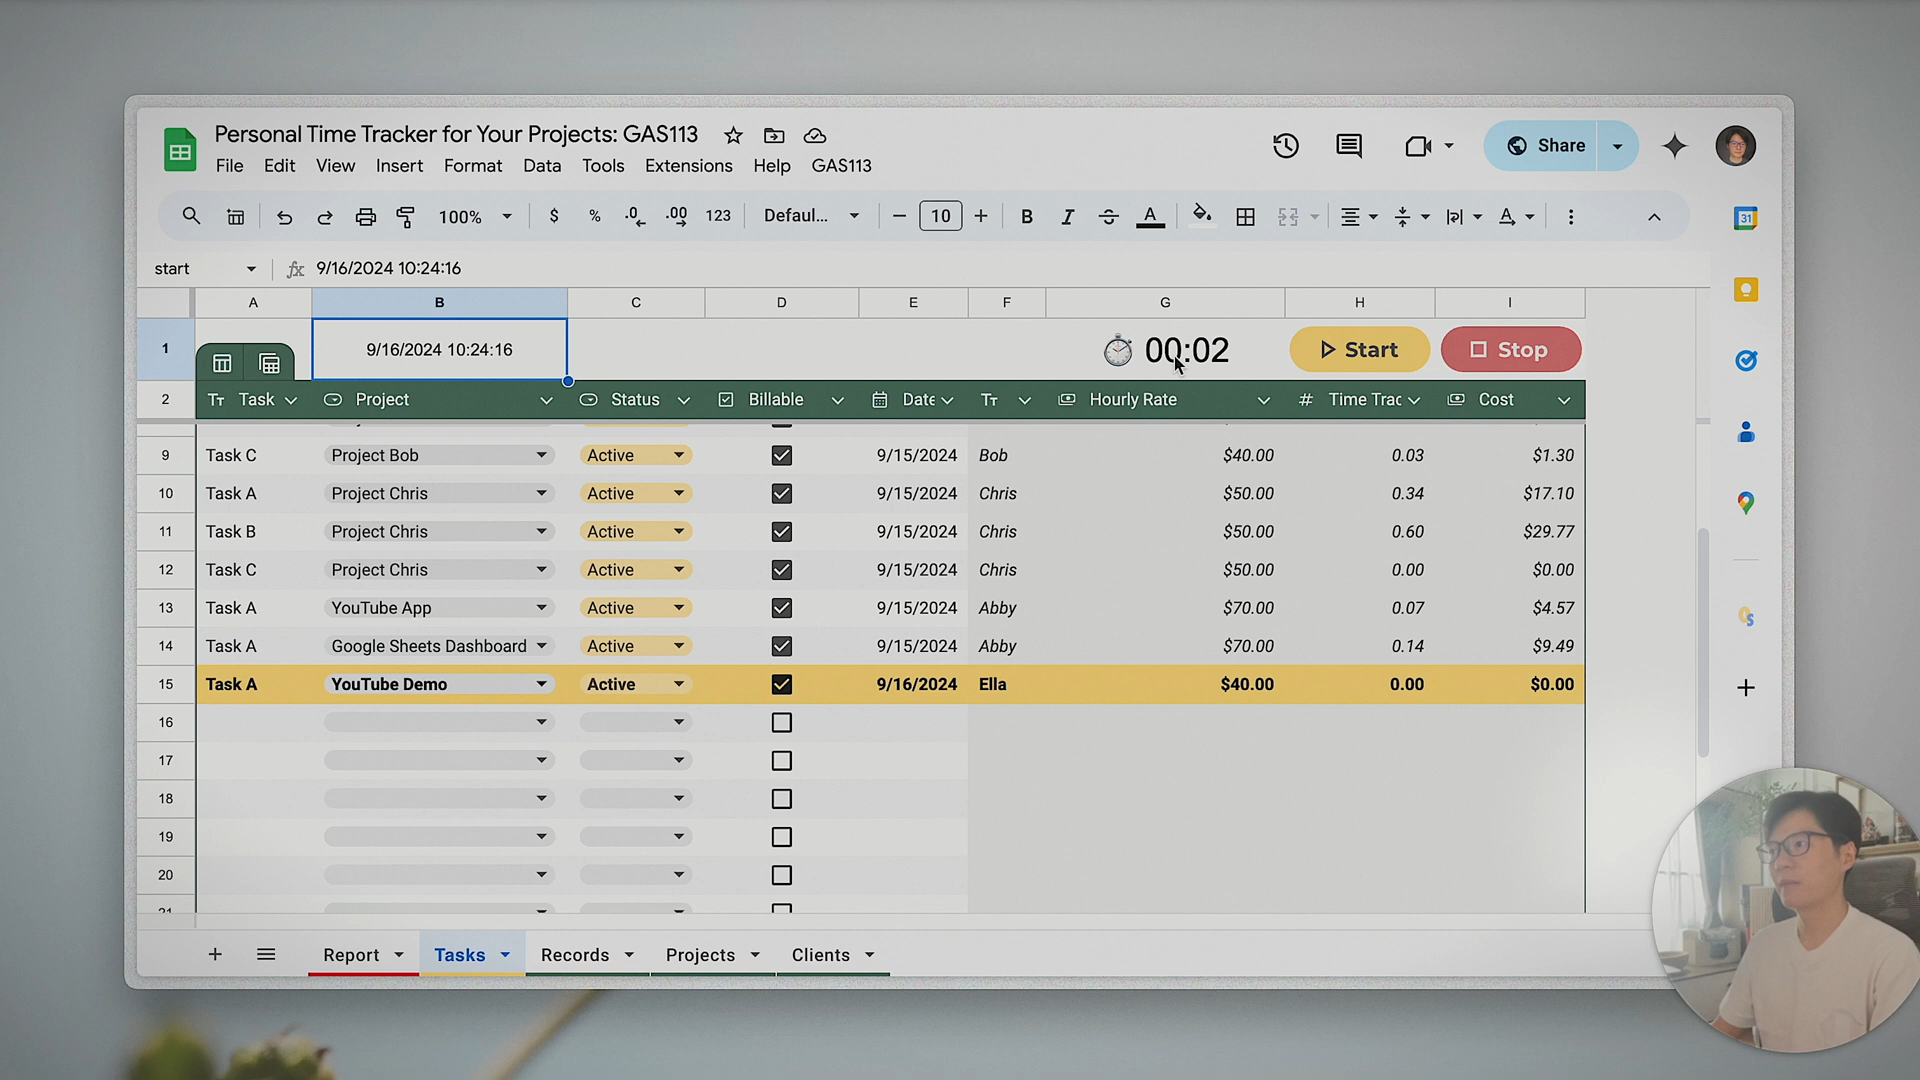 Personal Time Tracker for Your Projects: GAS113
File Edit View Insert Format Data Tools Extensions Help GAS113
Share
100% $ % .0 .00 123 Defaul... 10 B I A A
31
start fx 9/16/2024 10:24:16
A B C D E F G H I
1 9/16/2024 10:24:16 00:02 Start Stop
2 Task Project Status Billable Date Hourly Rate # Time Trac Cost
9 Task C Project Bob Active 9/15/2024 Bob $40.00 0.03 $1.30
10 Task A Project Chris Active 9/15/2024 Chris $50.00 0.34 $17.10
11 Task B Project Chris Active 9/15/2024 Chris $50.00 0.60 $29.77
12 Task C Project Chris Active 9/15/2024 Chris $50.00 0.00 $0.00
13 Task A YouTube App Active 9/15/2024 Abby $70.00 0.07 $4.57
14 Task A Google Sheets Dashboard Active 9/15/2024 Abby $70.00 0.14 $9.49
15 Task A YouTube Demo Active 9/16/2024 Ella $40.00 0.00 $0.00
16
17
18
19
20
Report Tasks Records Projects Clients